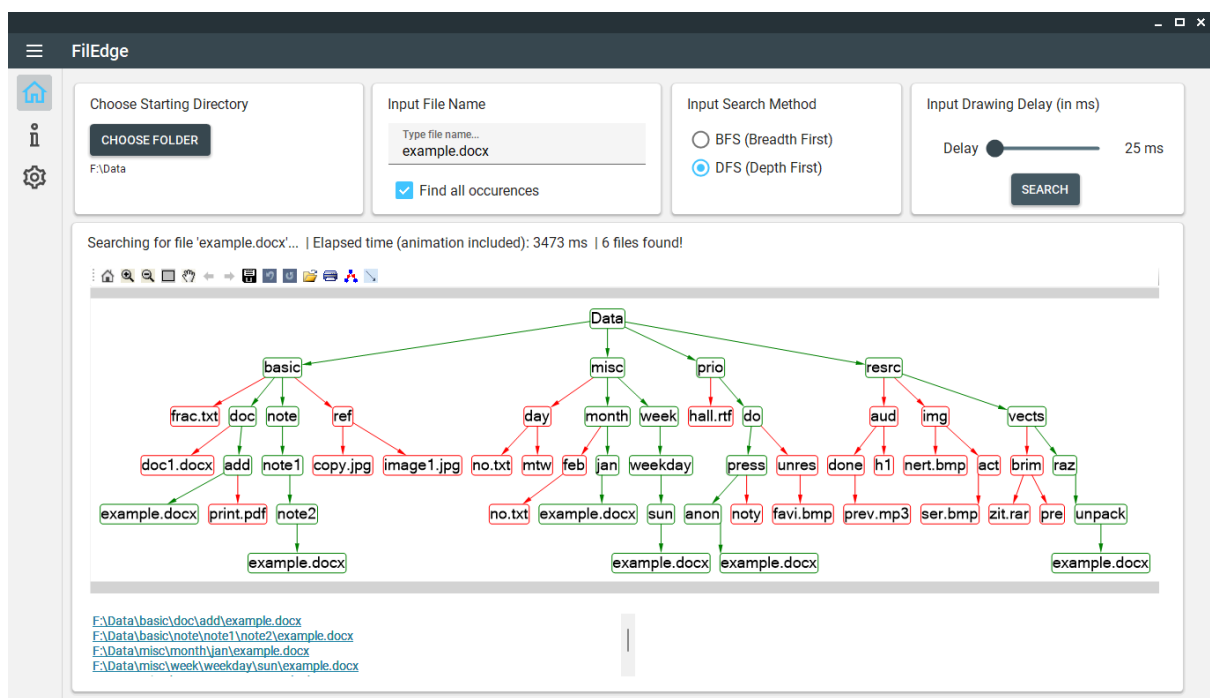 FilEdge
Choose Starting Directory
CHOOSE FOLDER
F:\Data
Input File Name
Type file name...
example.docx
Find all occurences
Input Search Method
BFS (Breadth First)
DFS (Depth First)
Input Drawing Delay (in ms)
Delay 25 ms
SEARCH
Searching for file 'example.docx'... | Elapsed time (animation included): 3473 ms | 6 files found!
Data
basic misc prio resrc
frac.txt doc note ref day month week hall.rtf do aud img vects
doc1.docx add note1 copy.jpg image1.jpg no.txt mtw feb jan weekday press unres done h1 nert.bmp act brim raz
example.docx print.pdf note2 no.txt example.docx sun anon noty favi.bmp prev.mp3 ser.bmp zit.rar pre unpack
example.docx example.docx example.docx example.docx
F:\Data\basic\doc\add\example.docx
F:\Data\basic\note\note1\note2\example.docx
F:\Data\misc\month\jan\example.docx
F:\Data\misc\week\weekday\sun\example.docx